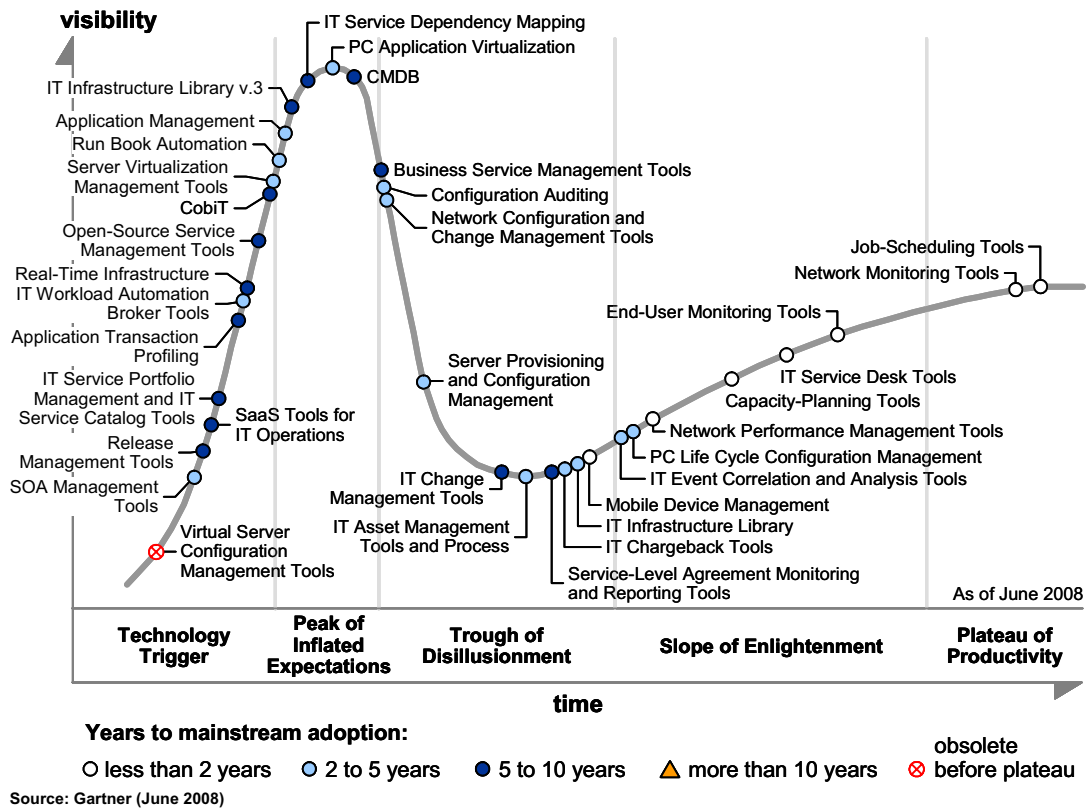 visibility
IT Service Dependency Mapping
PC Application Virtualization
CMDB
IT Infrastructure Library v.3
Application Management
Run Book Automation
Server Virtualization
Management Tools
CobiT
Open-Source Service
Management Tools
Real-Time Infrastructure
IT Workload Automation
Broker Tools
Application Transaction
Profiling
IT Service Portfolio
Management and IT
Service Catalog Tools
SaaS Tools for
IT Operations
Release
Management Tools
SOA Management
Tools
Virtual Server
Configuration
Management Tools
Business Service Management Tools
Configuration Auditing
Network Configuration and
Change Management Tools
Server Provisioning
and Configuration
Management
IT Change
Management Tools
IT Asset Management
Tools and Process
Job-Scheduling Tools
Network Monitoring Tools
End-User Monitoring Tools
IT Service Desk Tools
Capacity-Planning Tools
Network Performance Management Tools
PC Life Cycle Configuration Management
IT Event Correlation and Analysis Tools
Mobile Device Management
IT Infrastructure Library
IT Chargeback Tools
Service-Level Agreement Monitoring
and Reporting Tools
As of June 2008
Technology
Trigger
Peak of
Inflated
Expectations
Trough of
Disillusionment
Slope of Enlightenment
Plateau of
Productivity
time
Years to mainstream adoption:
less than 2 years
2 to 5 years
5 to 10 years
more than 10 years
obsolete
before plateau
Source: Gartner (June 2008)